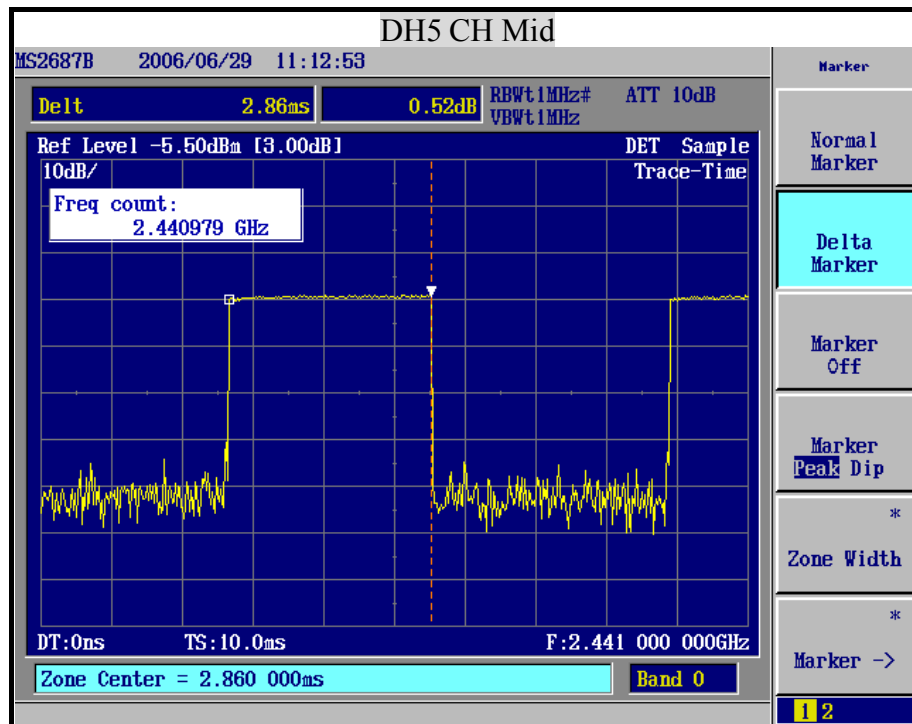 DH5 CH Mid
MS2687B 2006/06/29 11:12:53
Marker
Delt 2.86ms 0.52dB RBWt1MHz# ATT 10dB
VBWt1MHz
Ref Level -5.50dBm [3.00dB] DET Sample
10dB/ Trace-Time
Freq count:
2.440979 GHz
Normal
Marker
Delta
Marker
Marker
Off
Marker
Peak Dip
*
Zone Width
*
Marker ->
DT:0ns TS:10.0ms F:2.441 000 000GHz
Zone Center = 2.860 000ms Band 0
1 2